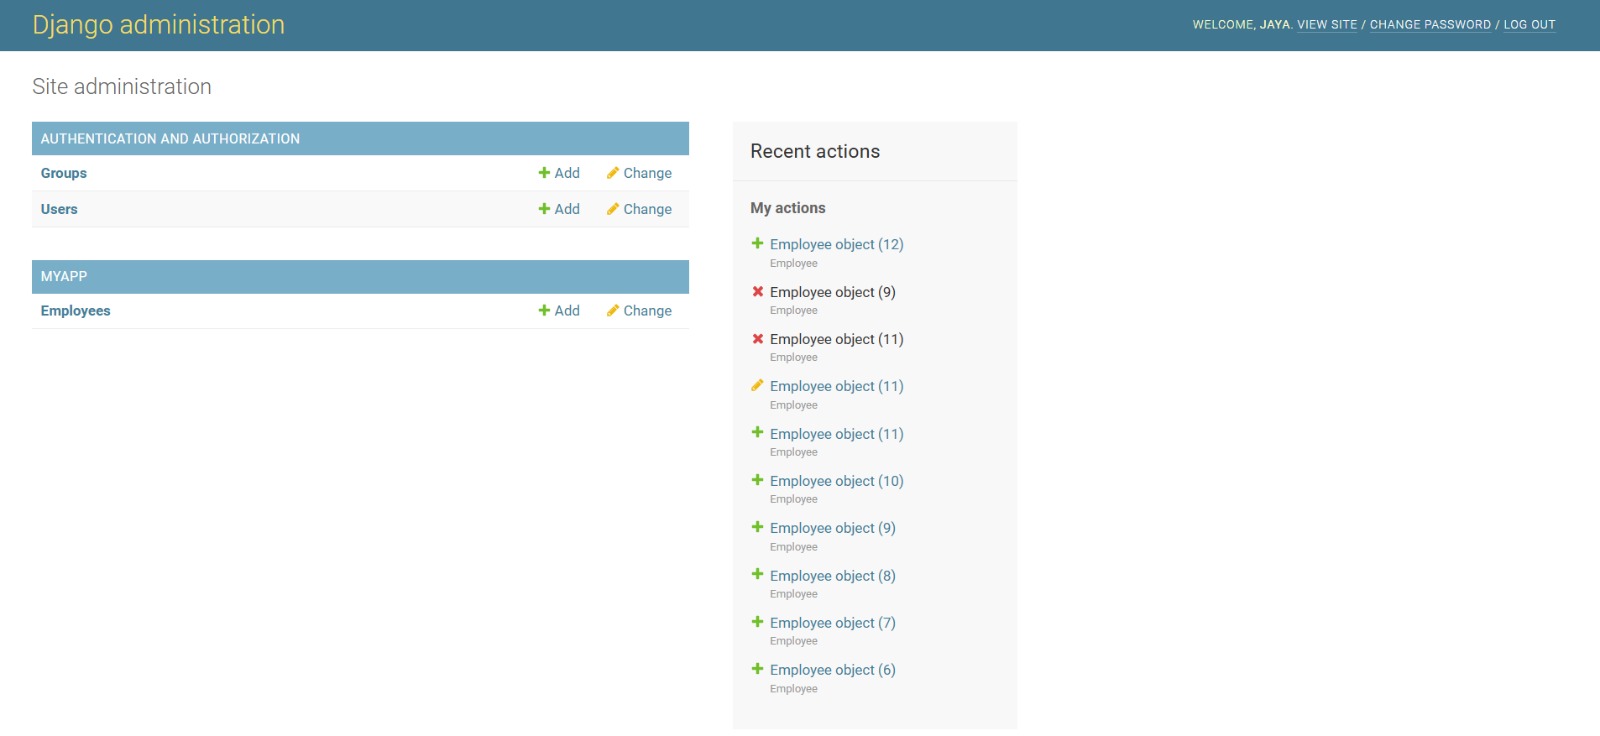 Django administration
WELCOME, JAYA. VIEW SITE / CHANGE PASSWORD / LOG OUT
Site administration
AUTHENTICATION AND AUTHORIZATION
Groups Add Change
Users Add Change
MYAPP
Employees Add Change
Recent actions
My actions
Employee object (12)
Employee
Employee object (9)
Employee
Employee object (11)
Employee
Employee object (11)
Employee
Employee object (11)
Employee
Employee object (10)
Employee
Employee object (9)
Employee
Employee object (8)
Employee
Employee object (7)
Employee
Employee object (6)
Employee